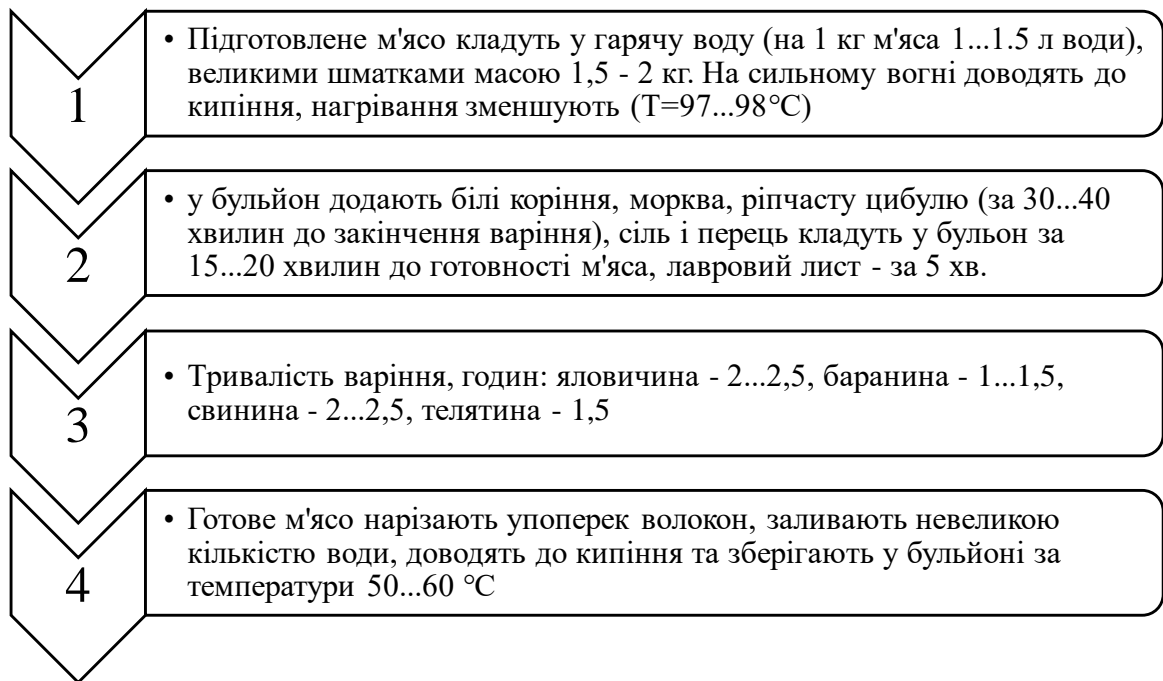 1
• Підготовлене м'ясо кладуть у гарячу воду (на 1 кг м'яса 1...1.5 л води),
великими шматками масою 1,5 - 2 кг. На сильному вогні доводять до
кипіння, нагрівання зменшують (Т=97...98°С)
2
• у бульйон додають білі коріння, морква, ріпчасту цибулю (за 30...40
хвилин до закінчення варіння), сіль і перець кладуть у бульон за
15...20 хвилин до готовності м'яса, лавровий лист - за 5 хв.
3
• Тривалість варіння, годин: яловичина - 2...2,5, баранина - 1...1,5,
свинина - 2...2,5, телятина - 1,5
4
• Готове м'ясо нарізають упоперек волокон, заливають невеликою
кількістю води, доводять до кипіння та зберігають у бульйоні за
температури 50...60 °С